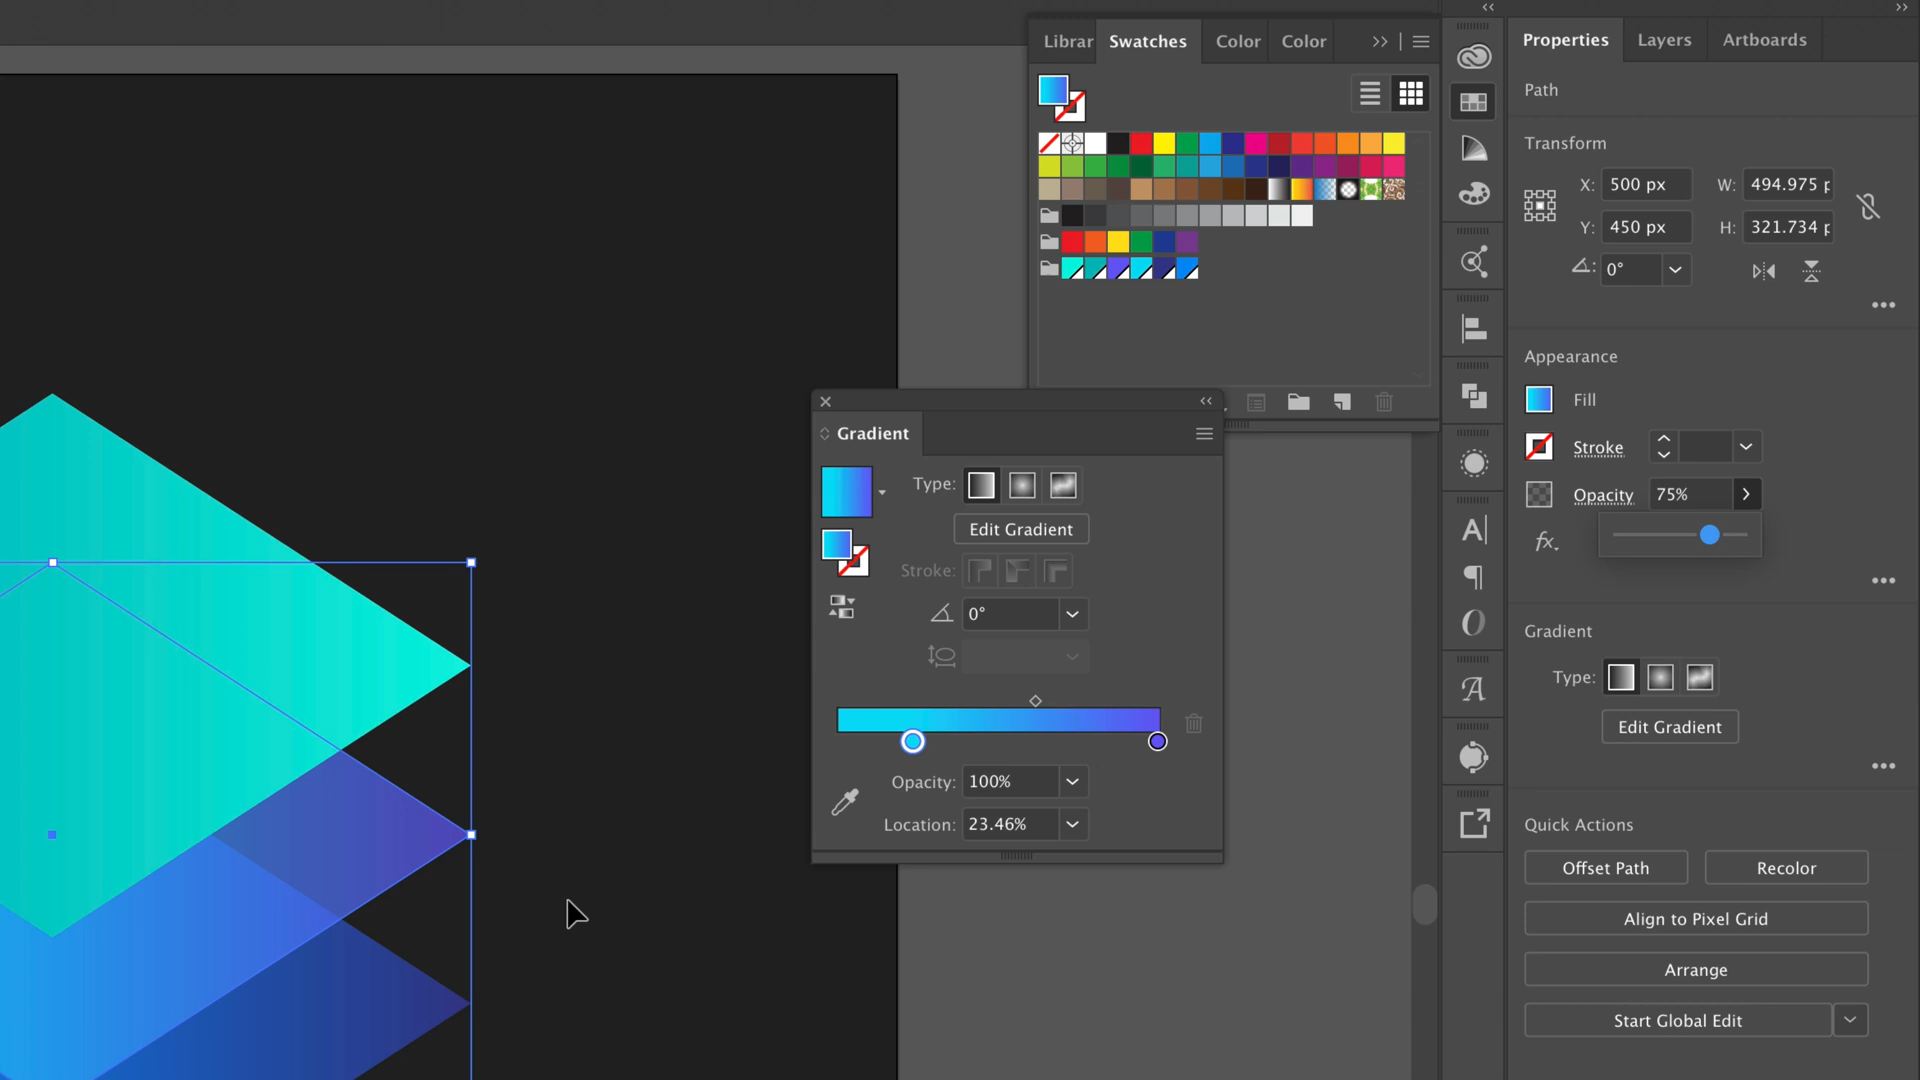 Librar Swatches Color Color
Properties Layers Artboards
Path
Transform
X: 500 px W: 494.975 p
Y: 450 px H: 321.734 p
0°
Appearance
Fill
Stroke
Opacity 75%
fx.
Gradient
Type:
Edit Gradient
Quick Actions
Offset Path Recolor
Align to Pixel Grid
Arrange
Start Global Edit
Gradient
Type:
Edit Gradient
Stroke:
0°
Opacity: 100%
Location: 23.46%